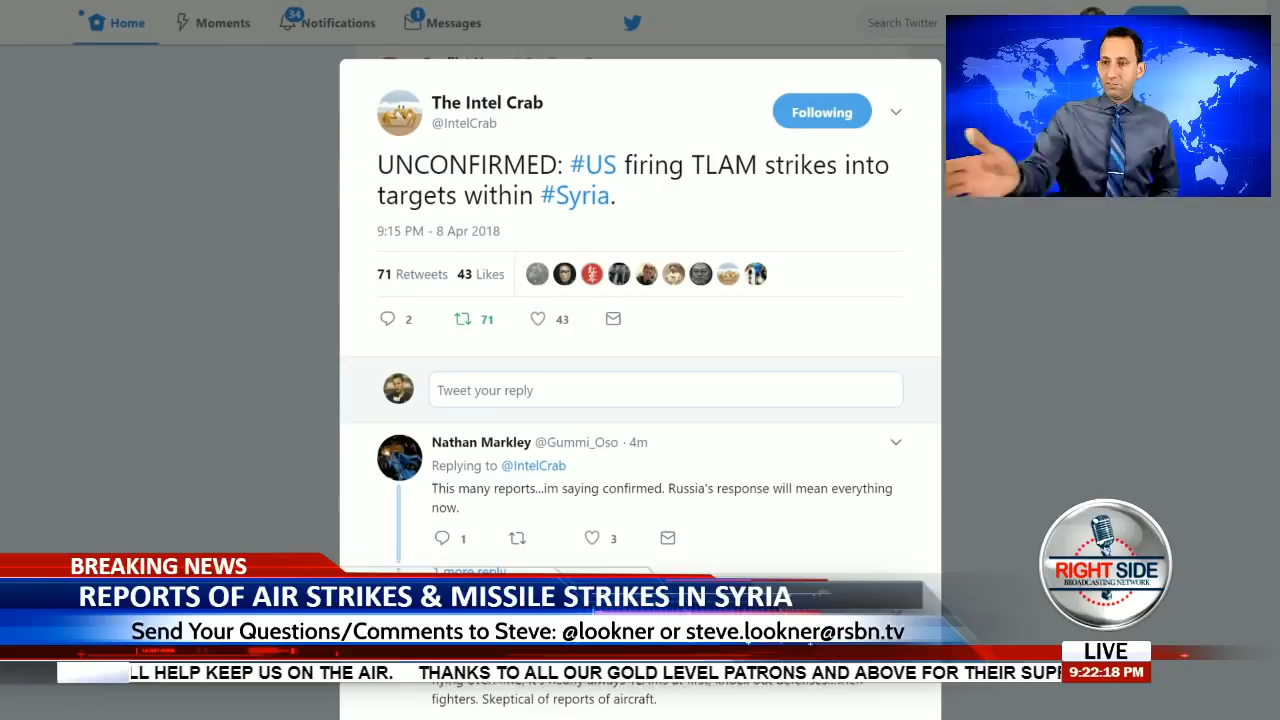 Home
Moments
34
Notifications
1
Messages
Search Twitter
The Intel Crab
@IntelCrab
Following
UNCONFIRMED: #US firing TLAM strikes into
targets within #Syria.
9:15 PM - 8 Apr 2018
71 Retweets 43 Likes
2 71 43
Tweet your reply
Nathan Markley @Gummi_Oso · 4m
Replying to @IntelCrab
This many reports...im saying confirmed. Russia's response will mean everything
now.
1 3
1 more reply
BREAKING NEWS
REPORTS OF AIR STRIKES & MISSILE STRIKES IN SYRIA
Send Your Questions/Comments to Steve: @lookner or steve.lookner@rsbn.tv
RIGHT SIDE
BROADCASTING NETWORK
LIVE
9:22:18 PM
LL HELP KEEP US ON THE AIR. THANKS TO ALL OUR GOLD LEVEL PATRONS AND ABOVE FOR THEIR SUPP
fighters. Skeptical of reports of aircraft.